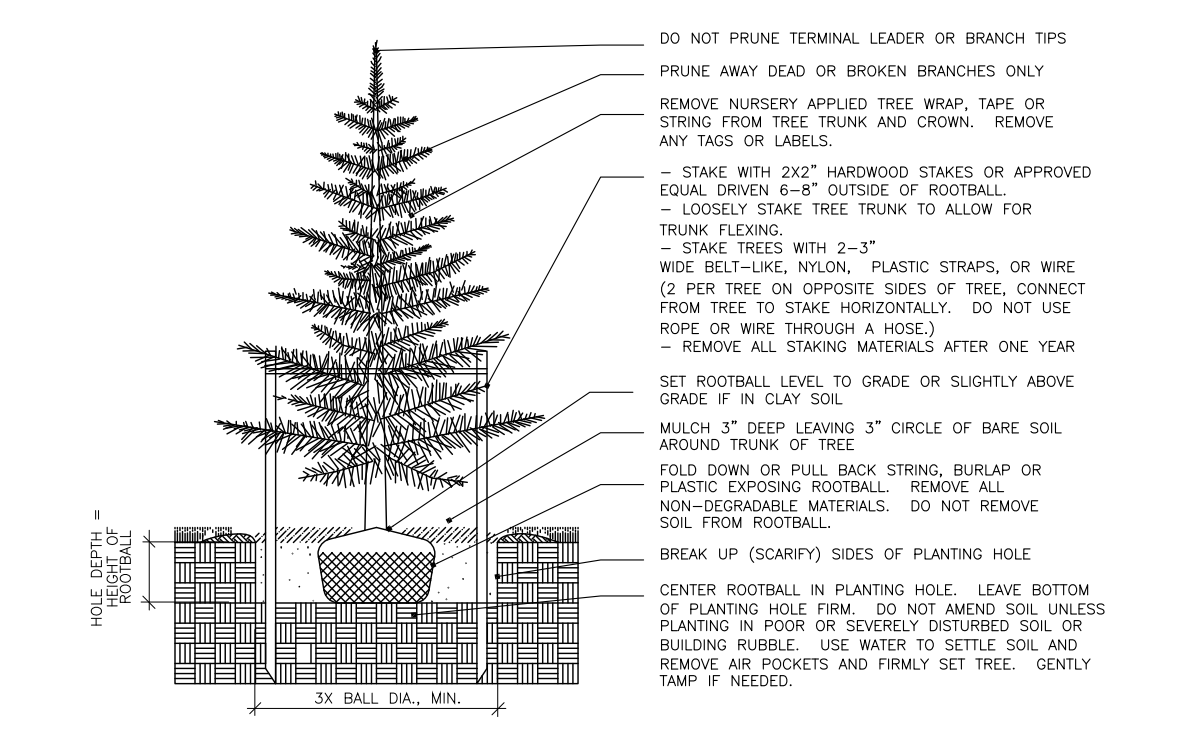 DO NOT PRUNE TERMINAL LEADER OR BRANCH TIPS
PRUNE AWAY DEAD OR BROKEN BRANCHES ONLY
REMOVE NURSERY APPLIED TREE WRAP, TAPE OR
STRING FROM TREE TRUNK AND CROWN.  REMOVE
ANY TAGS OR LABELS.
– STAKE WITH 2X2” HARDWOOD STAKES OR APPROVED
EQUAL DRIVEN 6–8” OUTSIDE OF ROOTBALL.
– LOOSELY STAKE TREE TRUNK TO ALLOW FOR
TRUNK FLEXING.
– STAKE TREES WITH 2–3”
WIDE BELT–LIKE, NYLON,  PLASTIC STRAPS, OR WIRE
(2 PER TREE ON OPPOSITE SIDES OF TREE, CONNECT
FROM TREE TO STAKE HORIZONTALLY.  DO NOT USE
ROPE OR WIRE THROUGH A HOSE.)
– REMOVE ALL STAKING MATERIALS AFTER ONE YEAR
SET ROOTBALL LEVEL TO GRADE OR SLIGHTLY ABOVE
GRADE IF IN CLAY SOIL
MULCH 3” DEEP LEAVING 3” CIRCLE OF BARE SOIL
AROUND TRUNK OF TREE
FOLD DOWN OR PULL BACK STRING, BURLAP OR
PLASTIC EXPOSING ROOTBALL.  REMOVE ALL
NON–DEGRADABLE MATERIALS.  DO NOT REMOVE
SOIL FROM ROOTBALL.
BREAK UP (SCARIFY) SIDES OF PLANTING HOLE
CENTER ROOTBALL IN PLANTING HOLE.  LEAVE BOTTOM
OF PLANTING HOLE FIRM.  DO NOT AMEND SOIL UNLESS
PLANTING IN POOR OR SEVERELY DISTURBED SOIL OR
BUILDING RUBBLE.  USE WATER TO SETTLE SOIL AND
REMOVE AIR POCKETS AND FIRMLY SET TREE.  GENTLY
TAMP IF NEEDED.
HOLE DEPTH =
HEIGHT OF
ROOTBALL
3X BALL DIA., MIN.